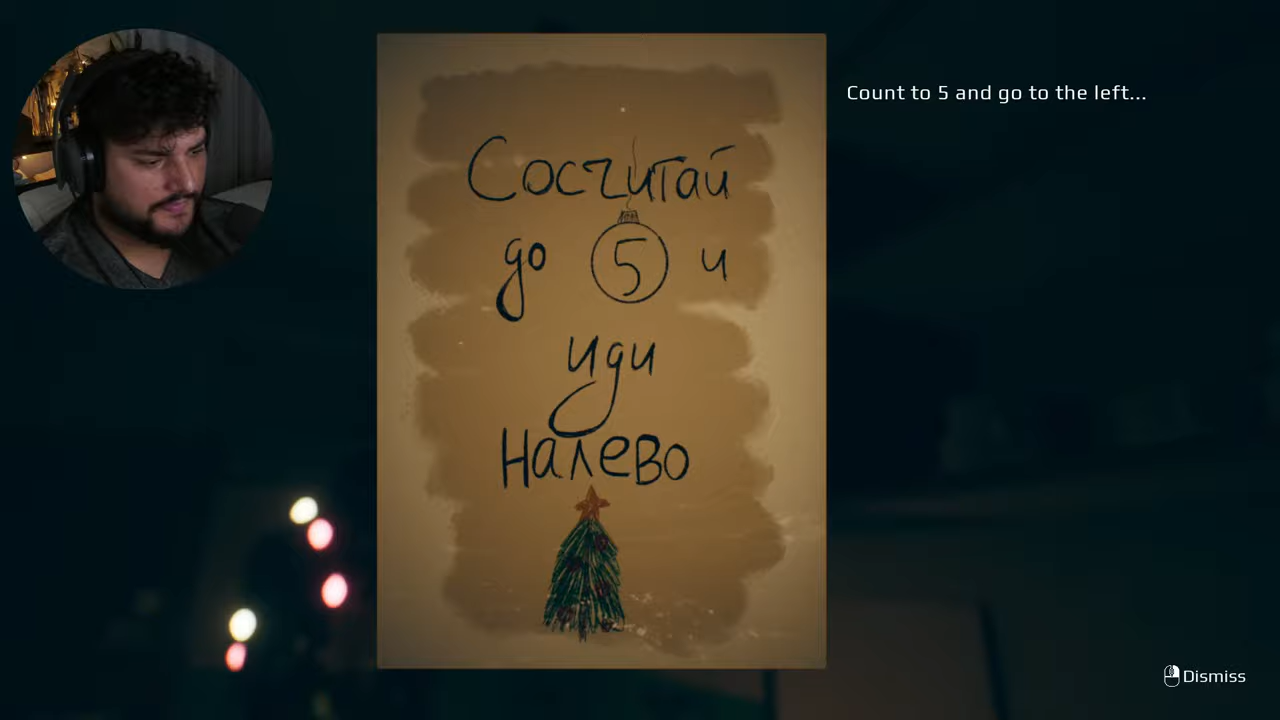 Сосчитай
до 5 и
иди
Налево
Count to 5 and go to the left...
Dismiss